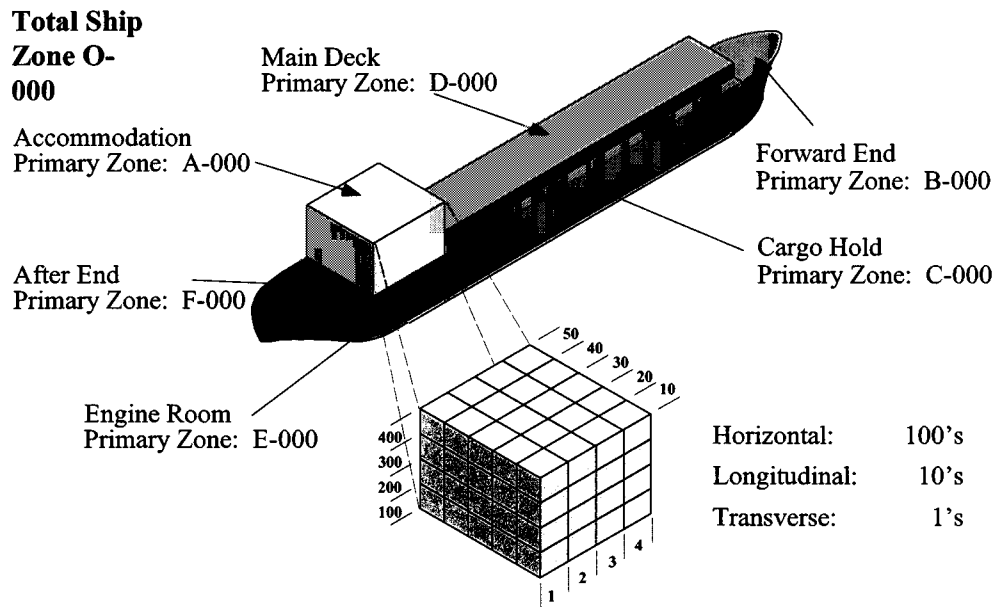 Total Ship
Zone O-
000
Main Deck
Primary Zone: D-000
Accommodation
Primary Zone: A-000
Forward End
Primary Zone: B-000
Cargo Hold
Primary Zone: C-000
After End
Primary Zone: F-000
Engine Room
Primary Zone: E-000
50
40
30
20
10
400
300
200
100
1
2
3
4
Horizontal: 100's
Longitudinal: 10's
Transverse: 1's